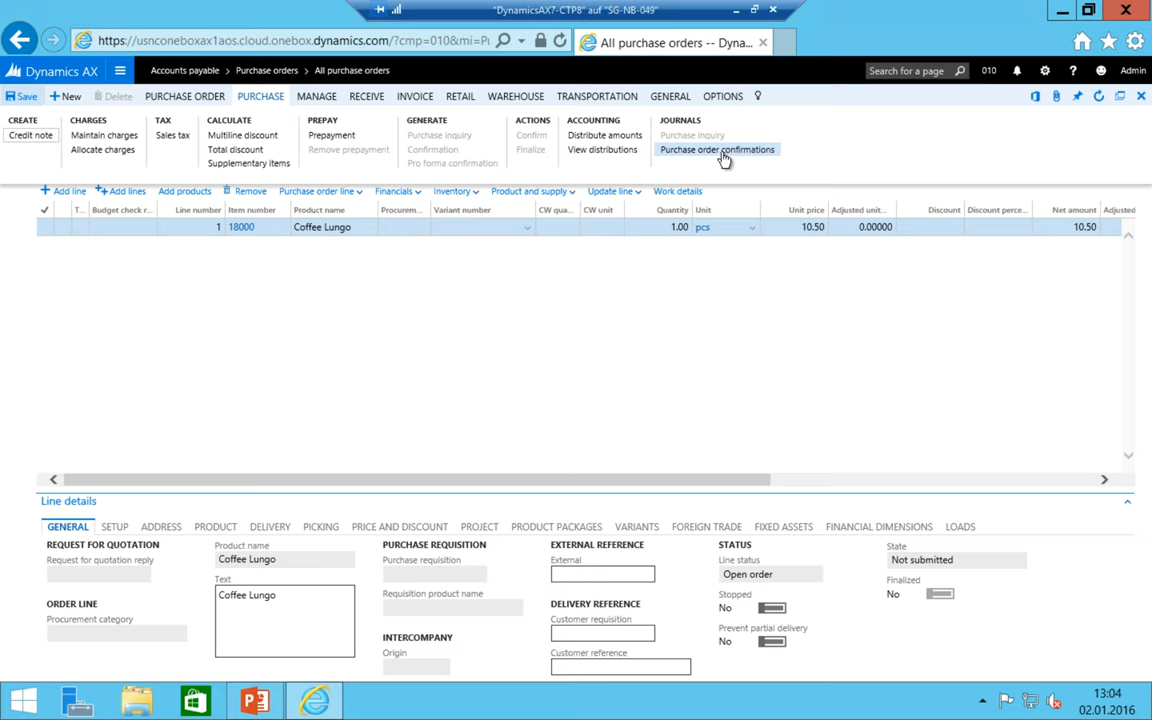 "DynamicsAX7-CTP8" auf "SG-NB-049"
https://usnconeboxax1aos.cloud.onebox.dynamics.com/?cmp=010&mi=Pu
All purchase orders -- Dyna...
Dynamics AX
Accounts payable > Purchase orders > All purchase orders
Search for a page
010
? Admin
Save + New Delete PURCHASE ORDER PURCHASE MANAGE RECEIVE INVOICE RETAIL WAREHOUSE TRANSPORTATION GENERAL OPTIONS
CREATE CHARGES TAX CALCULATE PREPAY GENERATE ACTIONS ACCOUNTING JOURNALS
Credit note Maintain charges Sales tax Multiline discount Prepayment Purchase inquiry Confirm Distribute amounts Purchase inquiry
Allocate charges Total discount Remove prepayment Confirmation Finalize View distributions Purchase order confirmations
Supplementary items Pro forma confirmation
+ Add line Add lines Add products Remove Purchase order line Financials Inventory Product and supply Update line Work details
T... Budget check r... Line number Item number Product name Procurem... Variant number CW qua... CW unit Quantity Unit Unit price Adjusted unit... Discount Discount perce... Net amount Adjusted
1 18000 Coffee Lungo 1.00 pcs 10.50 0.00000 10.50
Line details
GENERAL SETUP ADDRESS PRODUCT DELIVERY PICKING PRICE AND DISCOUNT PROJECT PRODUCT PACKAGES VARIANTS FOREIGN TRADE FIXED ASSETS FINANCIAL DIMENSIONS LOADS
REQUEST FOR QUOTATION Product name PURCHASE REQUISITION EXTERNAL REFERENCE STATUS State
Request for quotation reply Coffee Lungo Purchase requisition External Line status Not submitted
Text Open order Finalized
Coffee Lungo Requisition product name Stopped No
ORDER LINE DELIVERY REFERENCE No
Procurement category Customer requisition Prevent partial delivery
INTERCOMPANY No
Origin Customer reference
13:04
02.01.2016